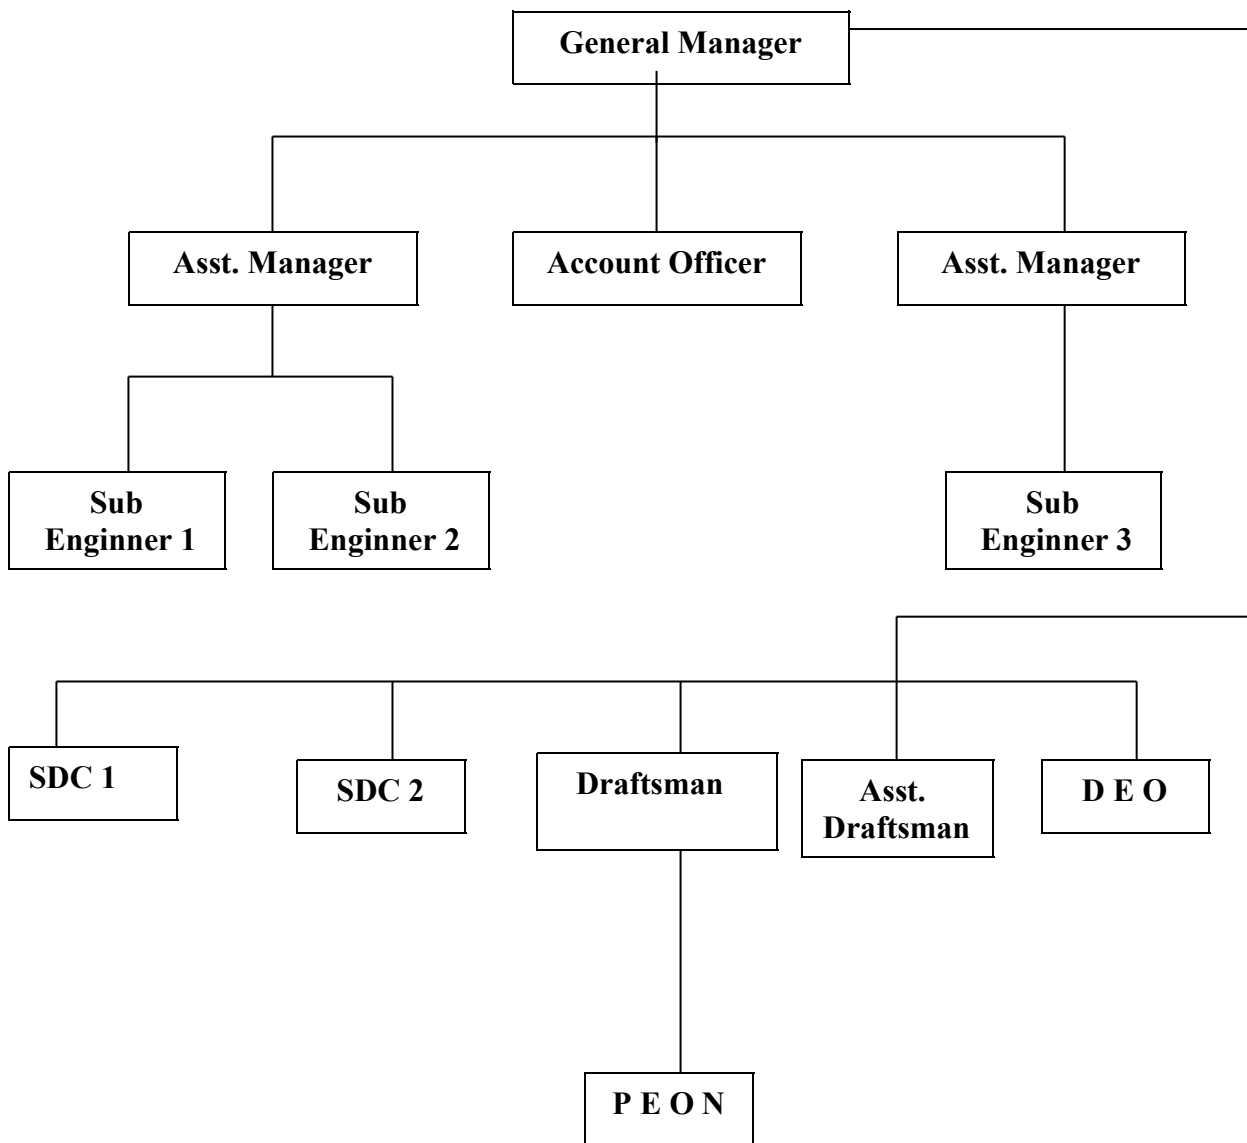 General Manager
Asst. Manager
Account Officer
Asst. Manager
Sub
Enginner 1
Sub
Enginner 2
Sub
Enginner 3
SDC 1
SDC 2
Draftsman
Asst.
Draftsman
D E O
P E O N